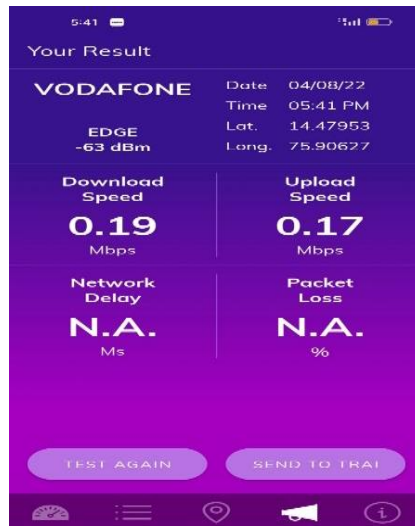 5:41
Your Result
VODAFONE
EDGE
-63 dBm
Date 04/08/22
Time 05:41 PM
Lat. 14.47953
Long. 75.90627
Download
Speed
0.19
Mbps
Upload
Speed
0.17
Mbps
Network
Delay
N.A.
Ms
Packet
Loss
N.A.
%
TEST AGAIN
SEND TO TRAI